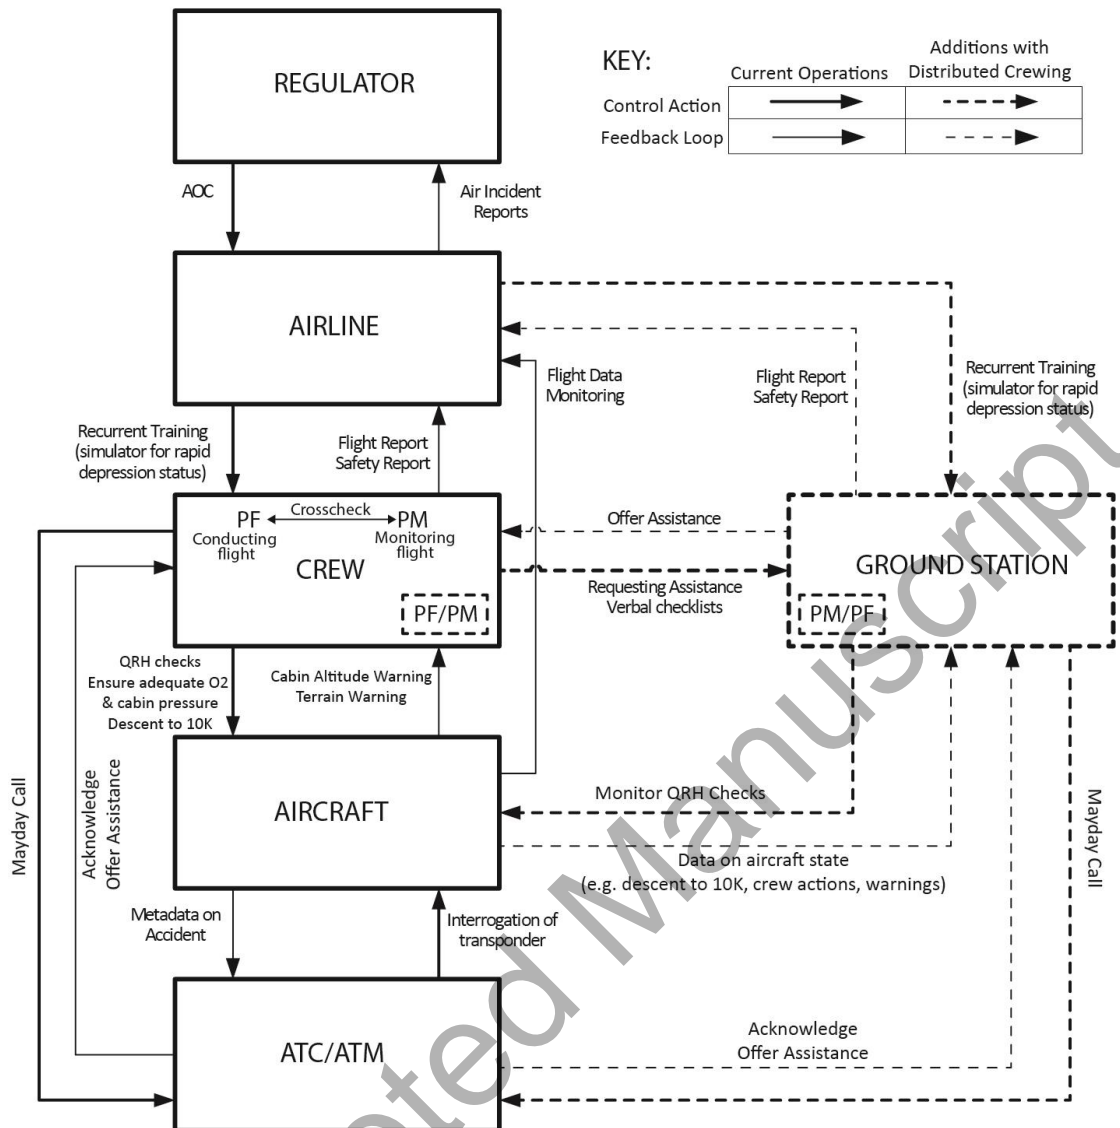 REGULATOR
KEY:
Current Operations
Additions with
Distributed Crewing
Control Action
Feedback Loop
AOC
Air Incident
Reports
AIRLINE
Flight Data
Monitoring
Flight Report
Safety Report
Recurrent Training
(simulator for rapid
depression status)
Recurrent Training
(simulator for rapid
depression status)
Flight Report
Safety Report
PF
Crosscheck
PM
Conducting
flight
Monitoring
flight
CREW
PF/PM
Offer Assistance
Requesting Assistance
Verbal checklists
GROUND STATION
PM/PF
QRH checks
Ensure adequate O2
& cabin pressure
Descent to 10K
Cabin Altitude Warning
Terrain Warning
Mayday Call
Acknowledge
Offer Assistance
AIRCRAFT
Monitor QRH Checks
Data on aircraft state
(e.g. descent to 10K, crew actions, warnings)
Mayday Call
Metadata on
Accident
Interrogation of
transponder
ATC/ATM
Acknowledge
Offer Assistance
ted Manuscript